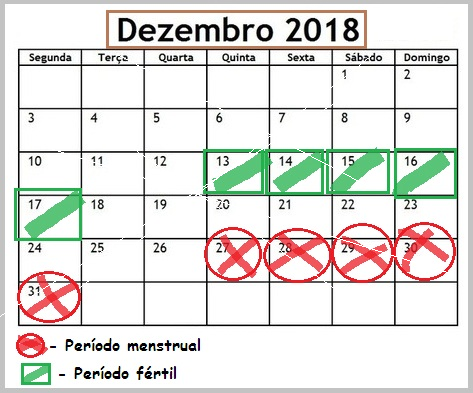 Dezembro 2018
Segunda Terça Quarta Quinta Sexta Sábado Domingo
1 2
3 4 5 6 7 8 9
10 11 12 13 14 15 16
17 18 19 20 21 22 23
24 25 26 27 28 29 30
31
- Período menstrual
- Período fértil